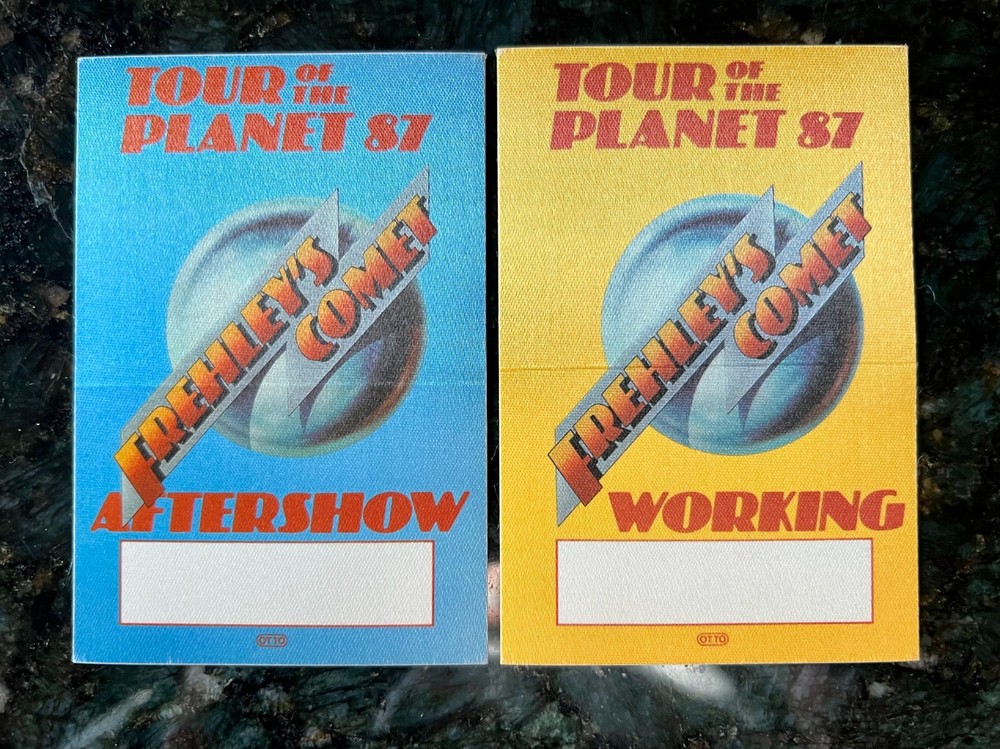 TOUR OF THE
PLANET 87
FREHLEY'S
COMET
AFTERSHOW
OTTO
TOUR OF THE
PLANET 87
FREHLEY'S
COMET
WORKING
OTTO